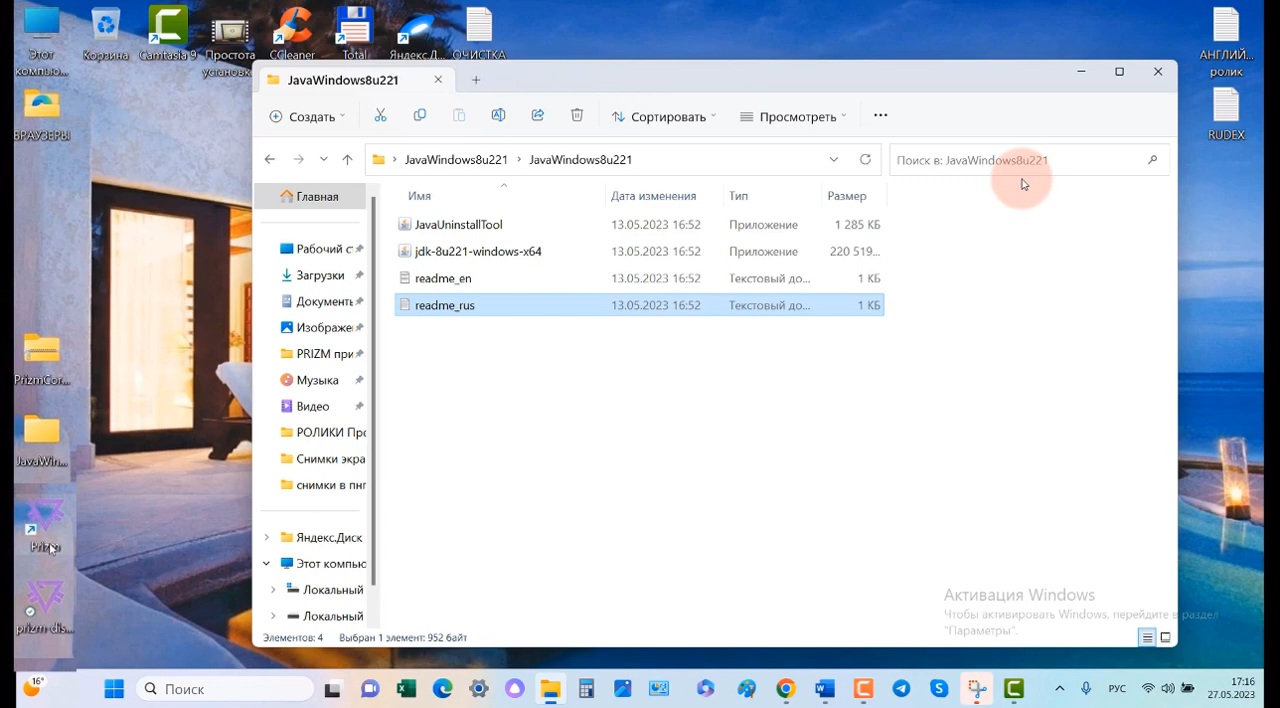 Этот
компью...
Корзина
Camtasia 9
Простота
установк...
CCleaner
Total
Яндекс.Д...
ОЧИСТКА
АНГЛИЙ...
ролик
БРАУЗЕРЫ
RUDEX
PrizmCor...
JavaWin...
Prizm
prizm-dis...
JavaWindows8u221
Создать
Сортировать
Просмотреть
JavaWindows8u221 > JavaWindows8u221
Поиск в: JavaWindows8u221
Главная
Рабочий ст
Загрузки
Документы
Изображен
PRIZM при
Музыка
Видео
РОЛИКИ Про
Снимки экра
снимки в пнг
Яндекс.Диск
Этот компью
Локальный
Локальный
Имя Дата изменения Тип Размер
JavaUninstallTool 13.05.2023 16:52 Приложение 1 285 КБ
jdk-8u221-windows-x64 13.05.2023 16:52 Приложение 220 519...
readme_en 13.05.2023 16:52 Текстовый до... 1 КБ
readme_rus 13.05.2023 16:52 Текстовый до... 1 КБ
Активация Windows
Чтобы активировать Windows, перейдите в раздел
"Параметры".
Элементов: 4 Выбран 1 элемент: 952 байт
16°
Поиск
РУС
17:16
27.05.2023